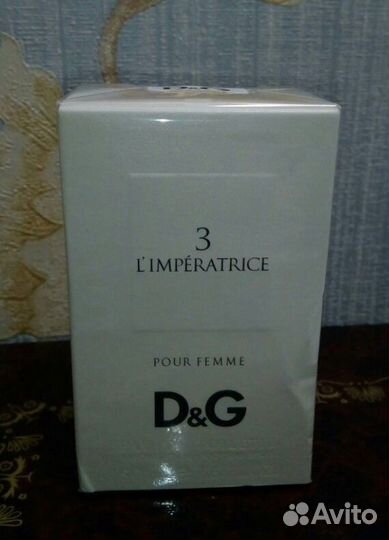 3
L'IMPÉRATRICE
POUR FEMME
D&G
Avito